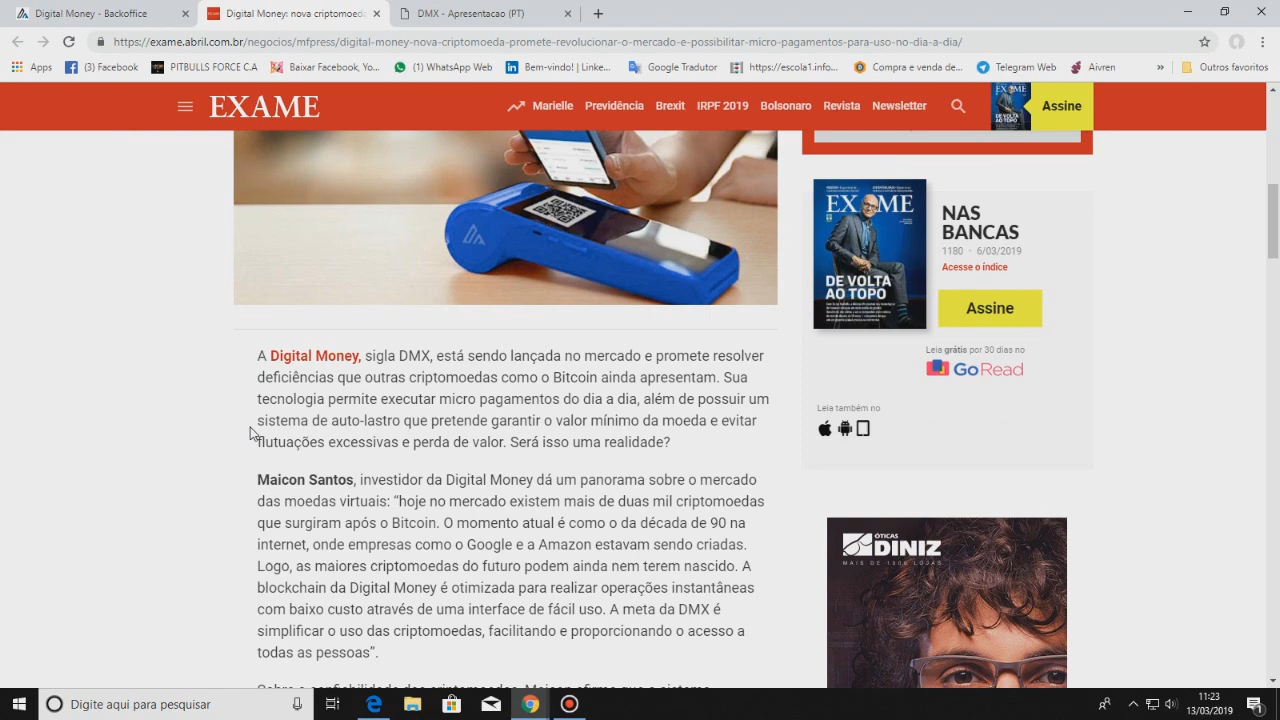 Digital Money - Backoffice
EXAME Digital Money: Criptomoeda
DMX - Apresentação (PT)
https://exame.abril.com.br/negocios/mfpress/digital-money-criptomoeda-promete-revolucionar-o-mercado-e-possibilitar-micropagamentos-para-uso-no-dia-a-dia/
Apps
(3) Facebook
PITBULLS FORCE C.A
Baixar Facebook, Yo...
(1) WhatsApp Web
Bem-vindo! | Linke...
Google Tradutor
https://escola1.info...
Compra e venda de...
Telegram Web
Aivren
»
Outros favoritos
EXAME
Marielle
Previdência
Brexit
IRPF 2019
Bolsonaro
Revista
Newsletter
EXAME
DE VOLTA
AO TOPO
Assine
EXAME
DE VOLTA
AO TOPO
NAS
BANCAS
1180 · 6/03/2019
Acesse o índice
Assine
Leia grátis por 30 dias no
GoRead
Leia também no
A Digital Money, sigla DMX, está sendo lançada no mercado e promete resolver
deficiências que outras criptomoedas como o Bitcoin ainda apresentam. Sua
tecnologia permite executar micro pagamentos do dia a dia, além de possuir um
sistema de auto-lastro que pretende garantir o valor mínimo da moeda e evitar
flutuações excessivas e perda de valor. Será isso uma realidade?
Maicon Santos, investidor da Digital Money dá um panorama sobre o mercado
das moedas virtuais: “hoje no mercado existem mais de duas mil criptomoedas
que surgiram após o Bitcoin. O momento atual é como o da década de 90 na
internet, onde empresas como o Google e a Amazon estavam sendo criadas.
Logo, as maiores criptomoedas do futuro podem ainda nem terem nascido. A
blockchain da Digital Money é otimizada para realizar operações instantâneas
com baixo custo através de uma interface de fácil uso. A meta da DMX é
simplificar o uso das criptomoedas, facilitando e proporcionando o acesso a
todas as pessoas”.
ÓTICAS
DINIZ
MAIS DE 1000 LOJAS
Digite aqui para pesquisar
11:23
13/03/2019